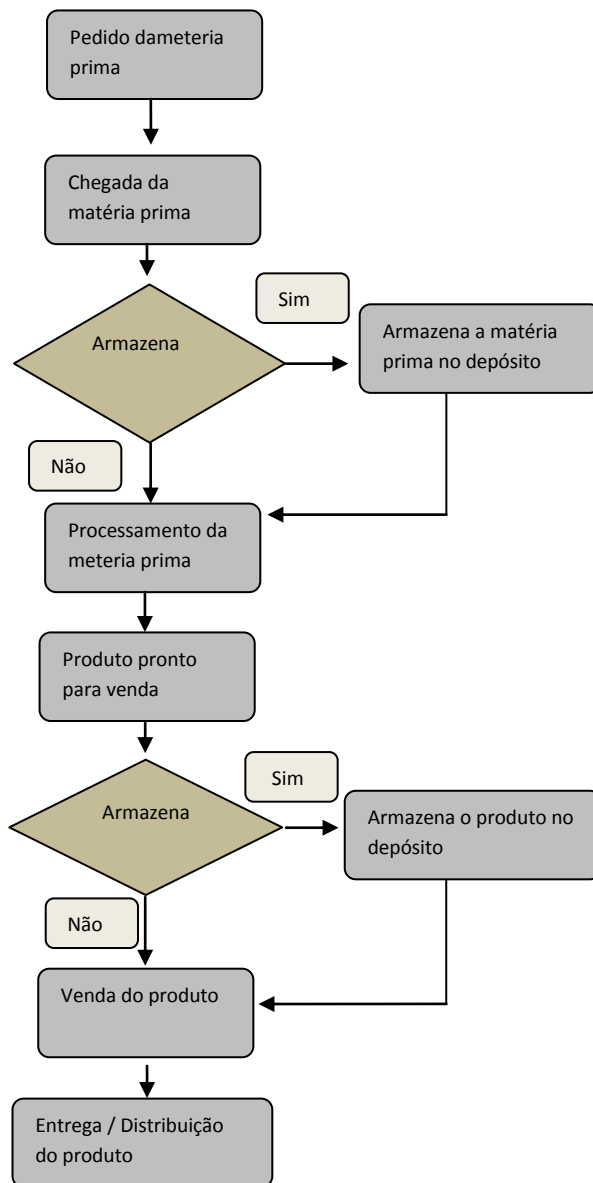 Pedido dameteria
prima
Chegada da
matéria prima
Sim
Armazena
Armazena a matéria
prima no depósito
Não
Processamento da
meteria prima
Produto pronto
para venda
Sim
Armazena
Armazena o produto no
depósito
Não
Venda do produto
Entrega / Distribuição
do produto